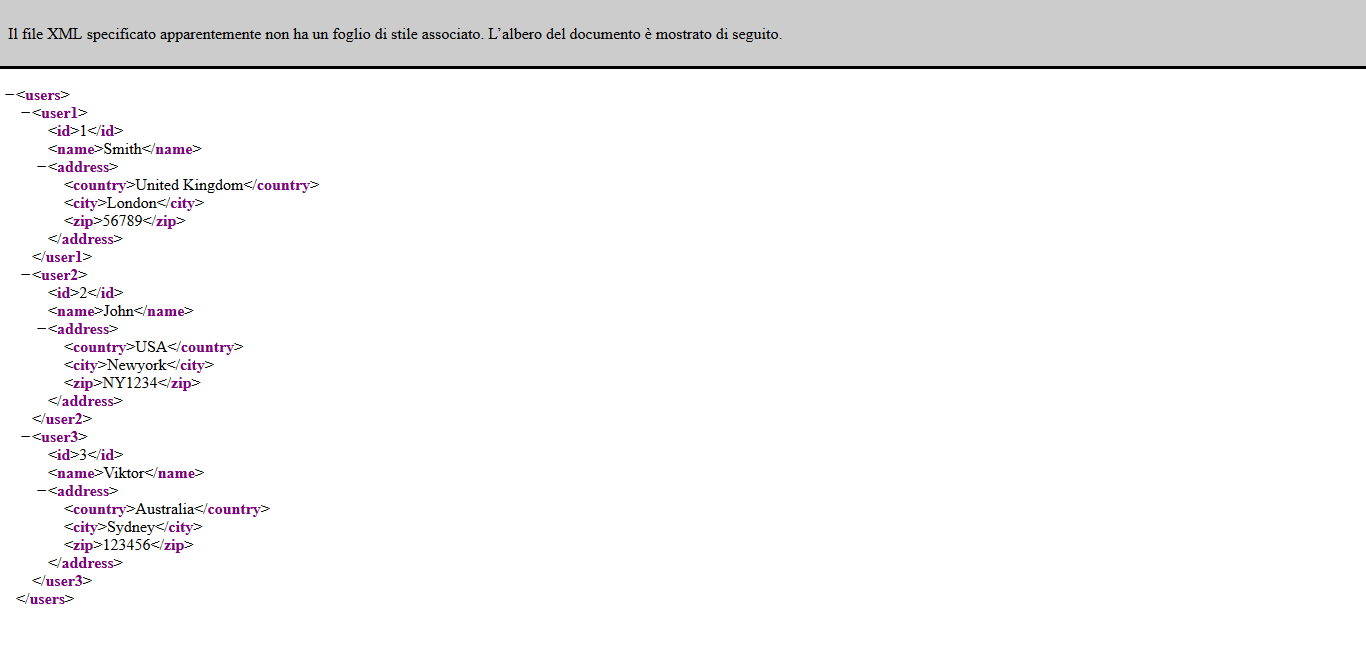 Il file XML specificato apparentemente non ha un foglio di stile associato. L'albero del documento è mostrato di seguito.
−<users>
−<user1>
<id>1</id>
<name>Smith</name>
−<address>
<country>United Kingdom</country>
<city>London</city>
<zip>56789</zip>
</address>
</user1>
−<user2>
<id>2</id>
<name>John</name>
−<address>
<country>USA</country>
<city>Newyork</city>
<zip>NY1234</zip>
</address>
</user2>
−<user3>
<id>3</id>
<name>Viktor</name>
−<address>
<country>Australia</country>
<city>Sydney</city>
<zip>123456</zip>
</address>
</user3>
</users>